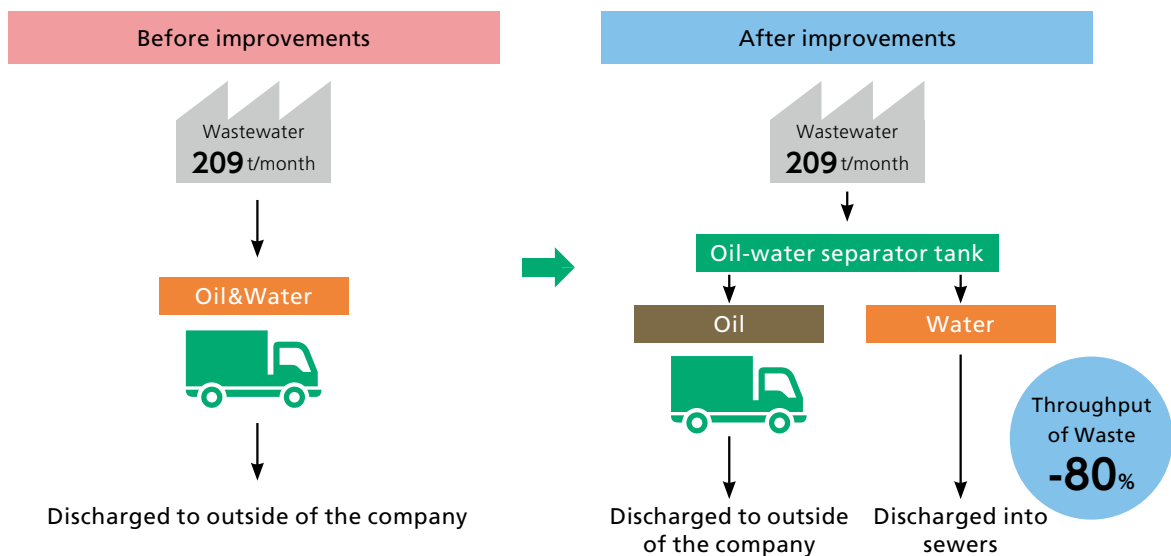 Before improvements
Wastewater
209 t/month
Oil&Water
Discharged to outside of the company
After improvements
Wastewater
209 t/month
Oil-water separator tank
Oil
Water
Discharged to outside
of the company
Discharged into
sewers
Throughput
of Waste
-80%